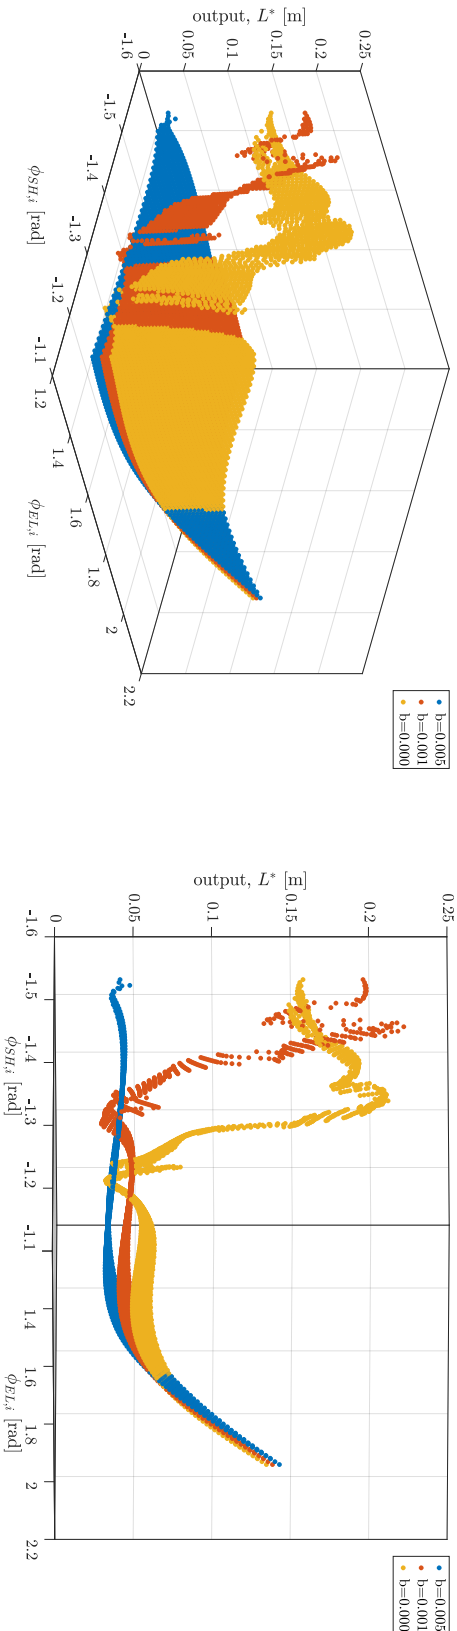 output, L* [m]
0.25
0.2
0.15
0.1
0.05
0
-1.6
-1.5
-1.4
-1.3
-1.2
-1.1
ϕSH,i [rad]
1.2
1.4
1.6
1.8
2
2.2
ϕEL,i [rad]
b=0.005
b=0.001
b=0.000
output, L* [m]
0.25
0.2
0.15
0.1
0.05
0
-1.6
-1.5
-1.4
-1.3
-1.2
-1.1
ϕSH,i [rad]
1.4
1.6
1.8
2
2.2
ϕEL,i [rad]
b=0.005
b=0.001
b=0.000